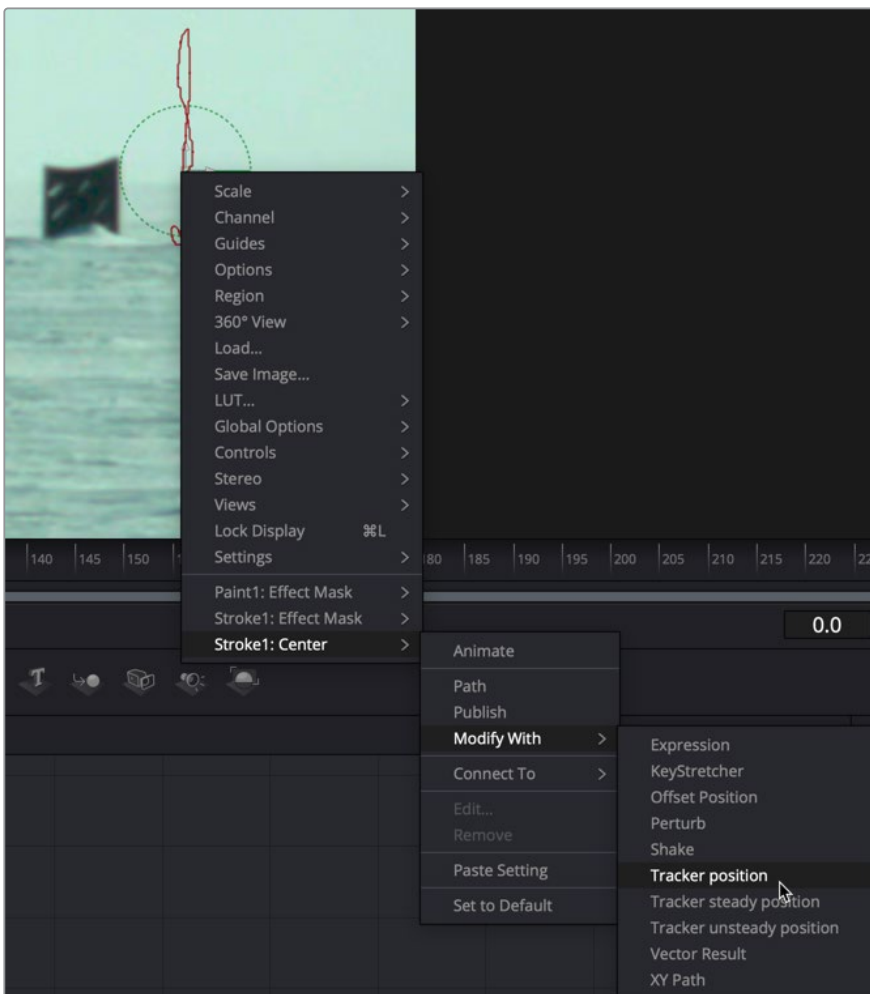 Scale >
Channel >
Guides >
Options >
Region >
360° View >
Load...
Save Image...
LUT... >
Global Options >
Controls >
Stereo >
Views >
Lock Display ⌘L
Settings >
140 145 150 180 185 190 195 200 205 210 215 220
Paint1: Effect Mask >
Stroke1: Effect Mask >
Stroke1: Center >
0.0
T
Animate
Path
Publish
Modify With >
Connect To >
Edit...
Remove
Paste Setting
Set to Default
Expression
KeyStretcher
Offset Position
Perturb
Shake
Tracker position
Tracker steady position
Tracker unsteady position
Vector Result
XY Path